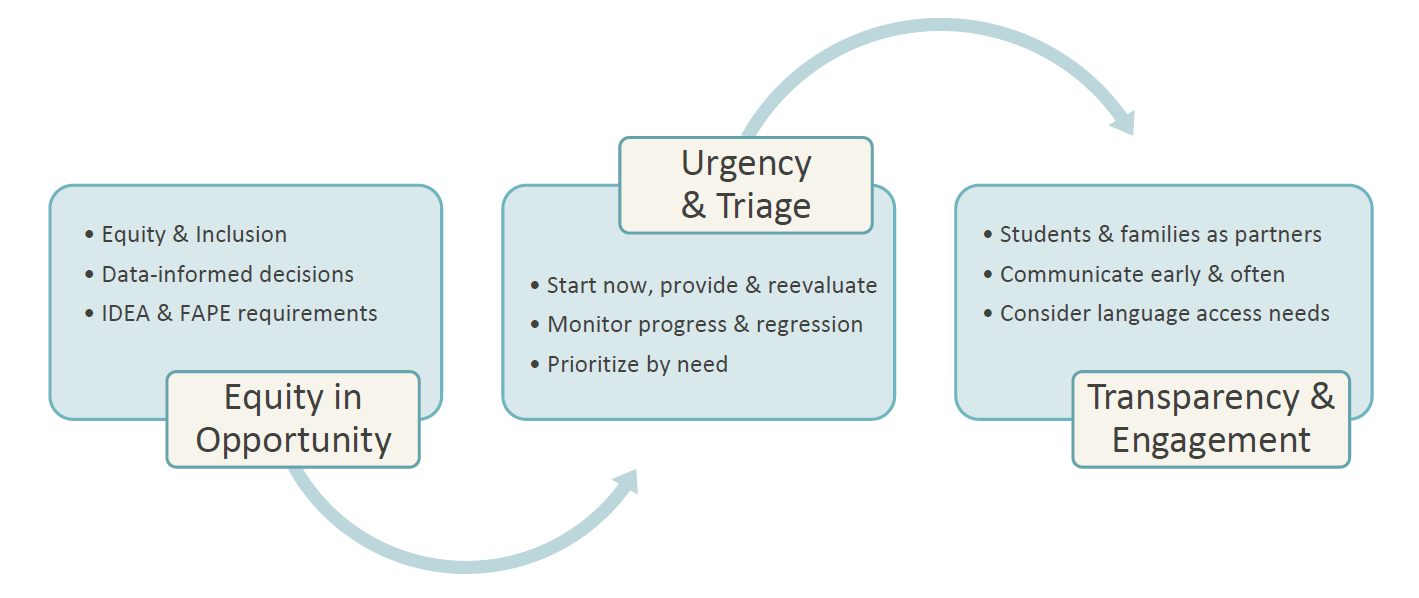 • Equity & Inclusion
• Data-informed decisions
• IDEA & FAPE requirements
Equity in
Opportunity
Urgency
& Triage
• Start now, provide & reevaluate
• Monitor progress & regression
• Prioritize by need
• Students & families as partners
• Communicate early & often
• Consider language access needs
Transparency &
Engagement